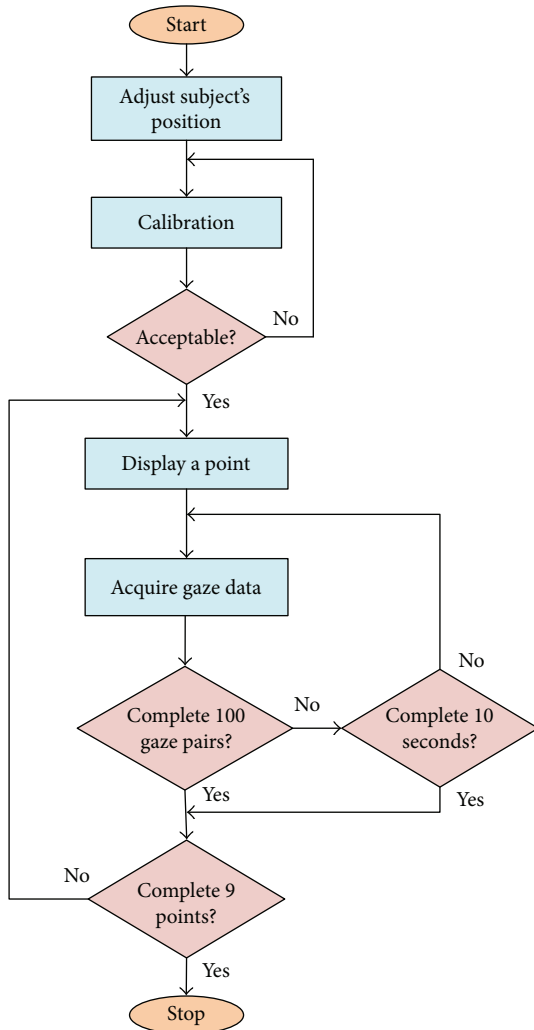 Start
Adjust subject's
position
Calibration
Acceptable?
No
Yes
Display a point
Acquire gaze data
Complete 100
gaze pairs?
No
Complete 10
seconds?
No
Yes
Yes
Complete 9
points?
No
Yes
Stop